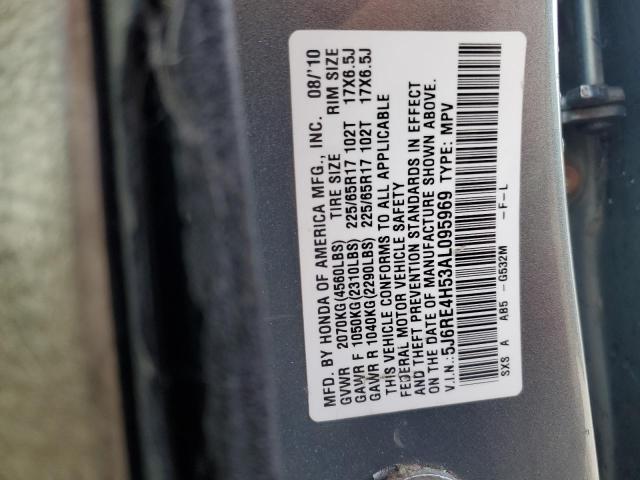 MFD. BY HONDA OF AMERICA MFG., INC. 08/'10
GVWR 2070KG(4560LBS) TIRE SIZE RIM SIZE
GAWR F 1050KG(2310LBS) 225/65R17 102T 17X6.5J
GAWR R 1040KG(2290LBS) 225/65R17 102T 17X6.5J
THIS VEHICLE CONFORMS TO ALL APPLICABLE
FEDERAL MOTOR VEHICLE SAFETY
AND THEFT PREVENTION STANDARDS IN EFFECT
ON THE DATE OF MANUFACTURE SHOWN ABOVE.
V.I.N.:5J6RE4H53AL095969 TYPE: MPV
SXS A AB5 - G532M - F - L